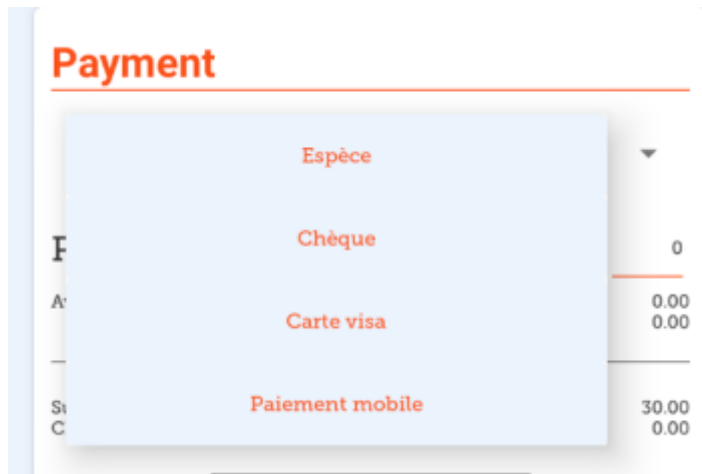 Payment
Espèce
Chèque
0
Carte visa
0.00
0.00
Paiement mobile
30.00
0.00